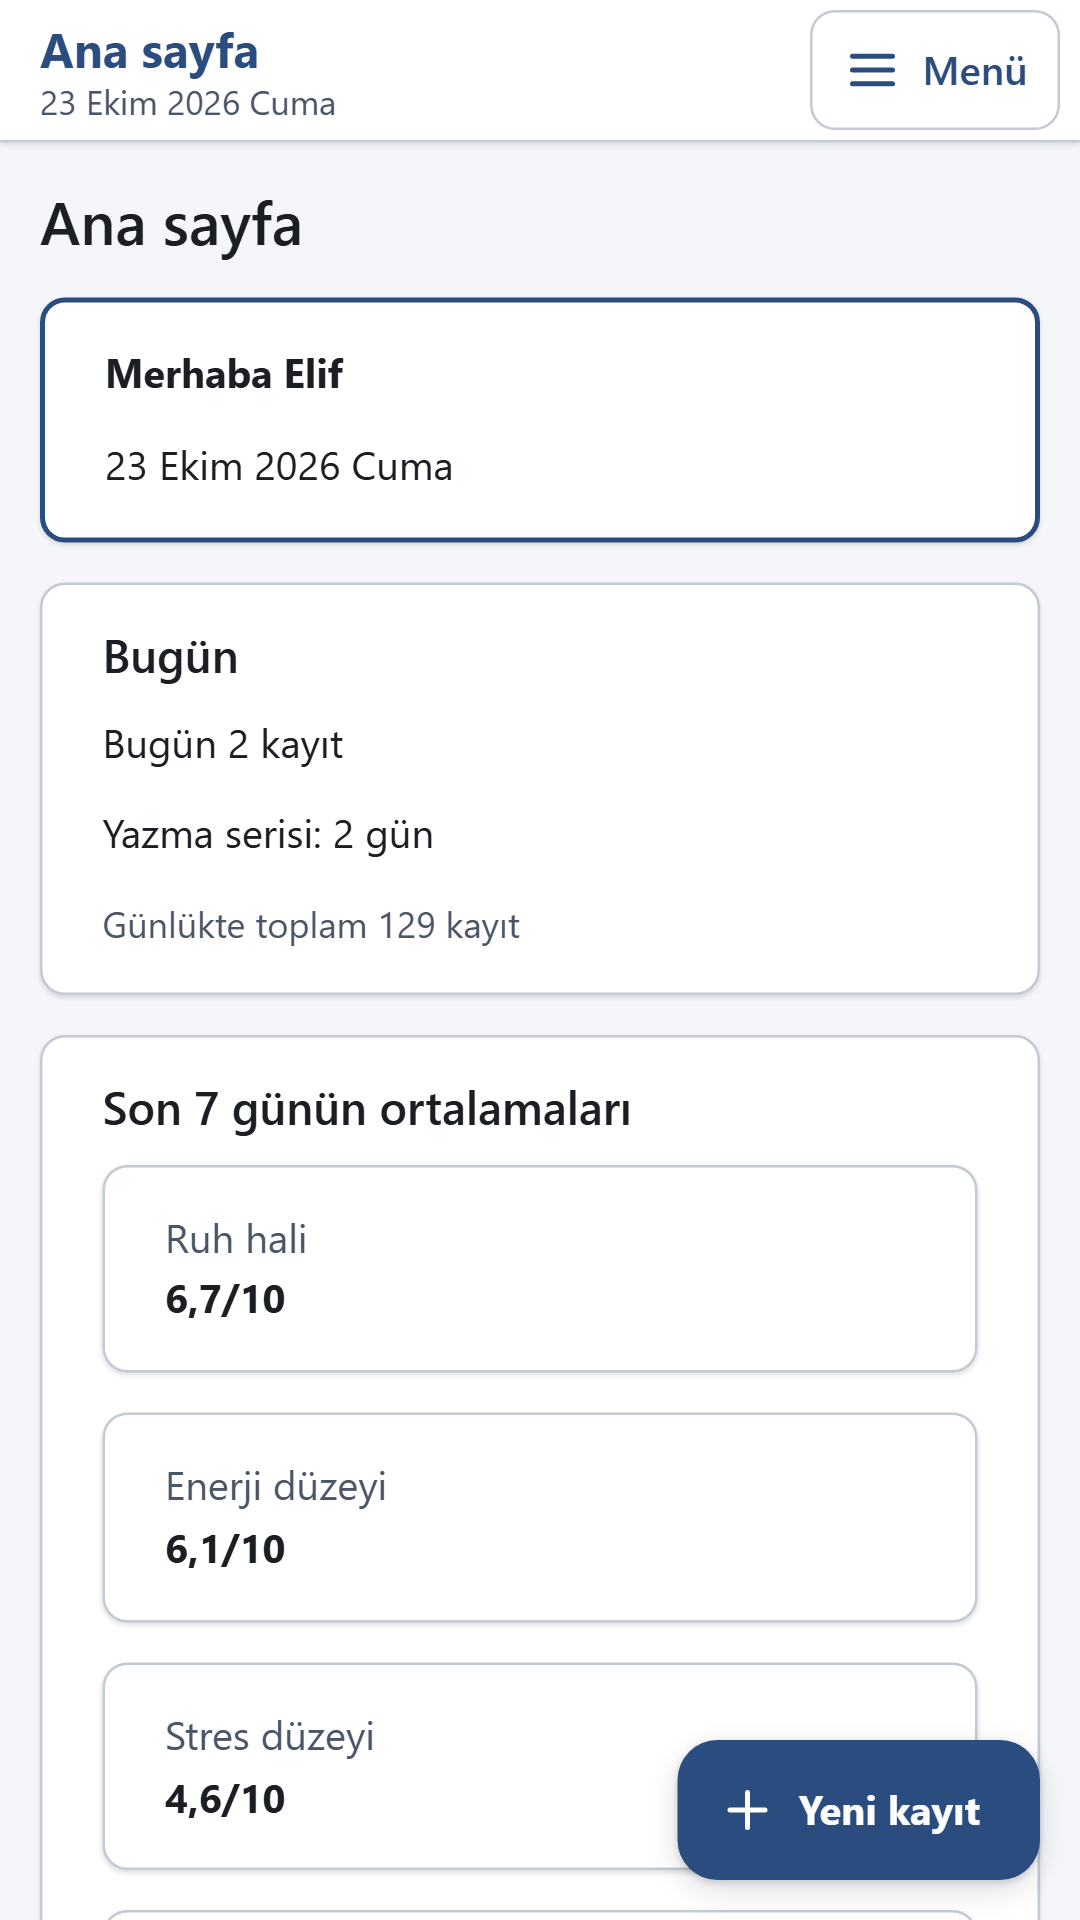 Ana sayfa
23 Ekim 2026 Cuma
Menü
Ana sayfa
Merhaba Elif
23 Ekim 2026 Cuma
Bugün
Bugün 2 kayıt
Yazma serisi: 2 gün
Günlükte toplam 129 kayıt
Son 7 günün ortalamaları
Ruh hali
6,7/10
Enerji düzeyi
6,1/10
Stres düzeyi
4,6/10
Yeni kayıt